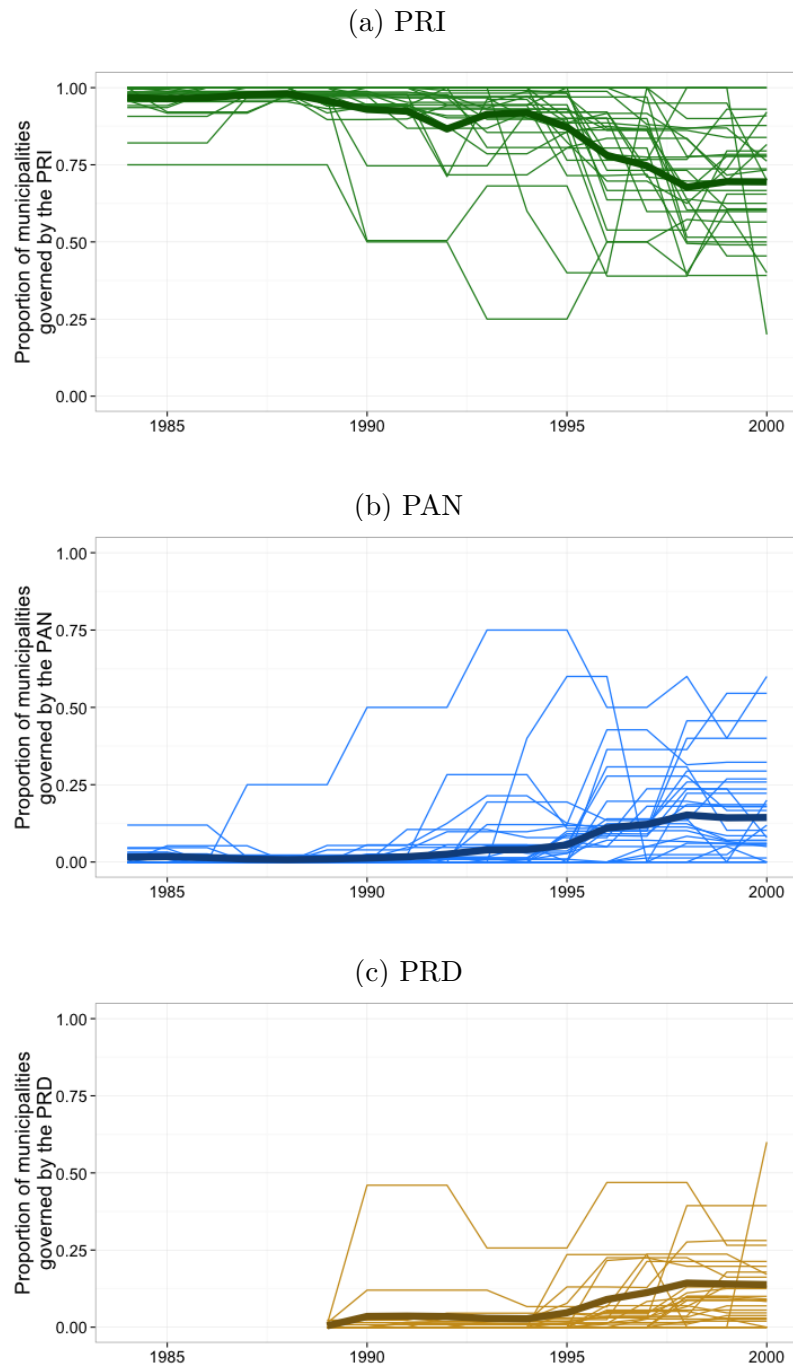 (a) PRI
Proportion of municipalities
governed by the PRI
1.00
0.75
0.50
0.25
0.00
1985 1990 1995 2000
(b) PAN
Proportion of municipalities
governed by the PAN
1.00
0.75
0.50
0.25
0.00
1985 1990 1995 2000
(c) PRD
Proportion of municipalities
governed by the PRD
1.00
0.75
0.50
0.25
0.00
1985 1990 1995 2000